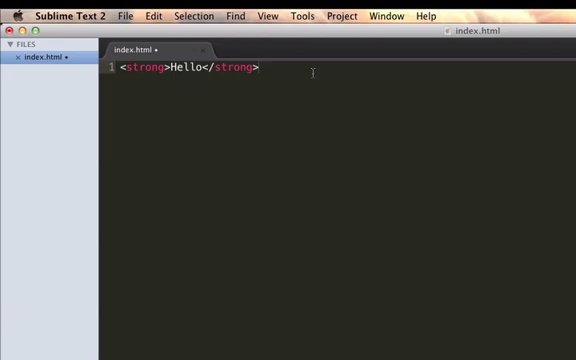 Sublime Text 2 File Edit Selection Find View Tools Project Window Help
index.html
FILES
index.html
index.html
1 <strong>Hello</strong>